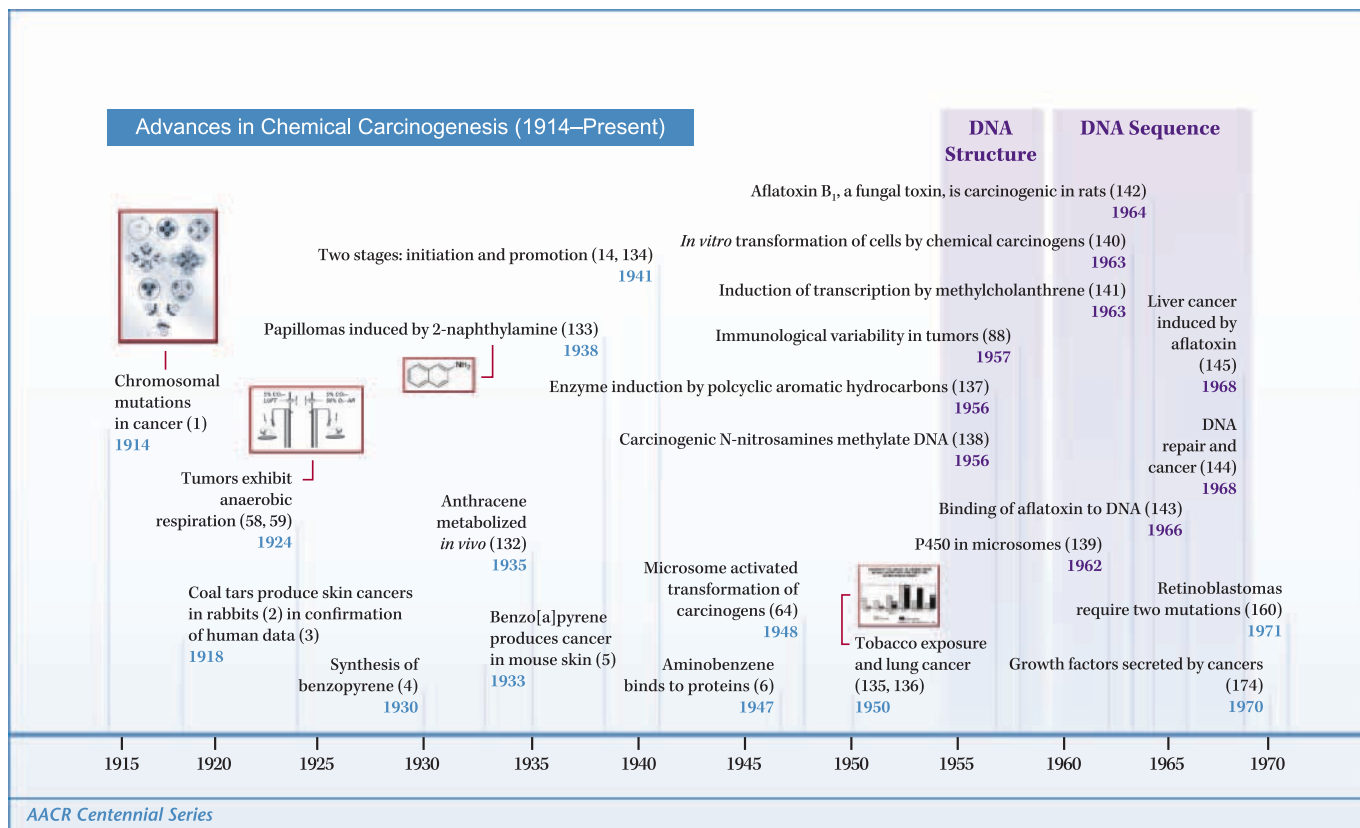 Advances in Chemical Carcinogenesis (1914–Present)
DNA
Structure
DNA Sequence
Aflatoxin B1, a fungal toxin, is carcinogenic in rats (142)
1964
In vitro transformation of cells by chemical carcinogens (140)
1963
Two stages: initiation and promotion (14, 134)
1941
Induction of transcription by methylcholanthrene (141)
1963
Liver cancer
induced by
aflatoxin
(145)
1968
Papillomas induced by 2-naphthylamine (133)
1938
Immunological variability in tumors (88)
1957
NH2
Chromosomal
mutations
in cancer (1)
1914
Enzyme induction by polcyclic aromatic hydrocarbons (137)
1956
Carcinogenic N-nitrosamines methylate DNA (138)
1956
DNA
repair and
cancer (144)
1968
Tumors exhibit
anaerobic
respiration (58, 59)
1924
Anthracene
metabolized
in vivo (132)
1935
Binding of aflatoxin to DNA (143)
1966
P450 in microsomes (139)
1962
Microsome activated
transformation of
carcinogens (64)
1948
Coal tars produce skin cancers
in rabbits (2) in confirmation
of human data (3)
1918
Benzo[a]pyrene
produces cancer
in mouse skin (5)
1933
Retinoblastomas
require two mutations (160)
1971
Synthesis of
benzopyrene (4)
1930
Aminobenzene
binds to proteins (6)
1947
Tobacco exposure
and lung cancer
(135, 136)
1950
Growth factors secreted by cancers
(174)
1970
1915 1920 1925 1930 1935 1940 1945 1950 1955 1960 1965 1970
AACR Centennial Series